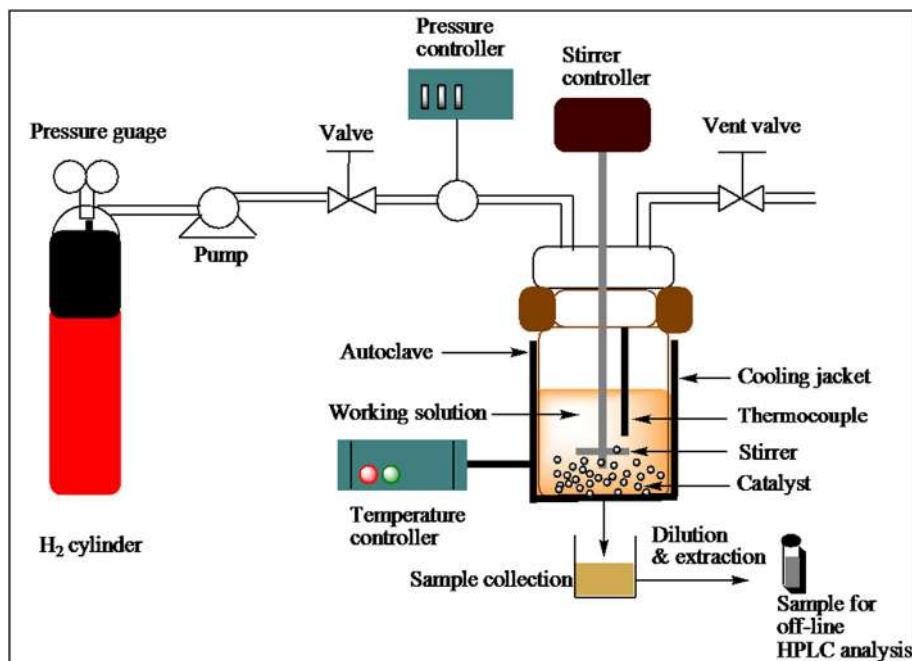 Pressure
controller
Stirrer
controller
Pressure guage
Valve
Vent valve
Pump
Autoclave
Cooling jacket
Working solution
Thermocouple
Stirrer
Catalyst
Temperature
controller
H₂ cylinder
Dilution
& extraction
Sample collection
Sample for
off-line
HPLC analysis